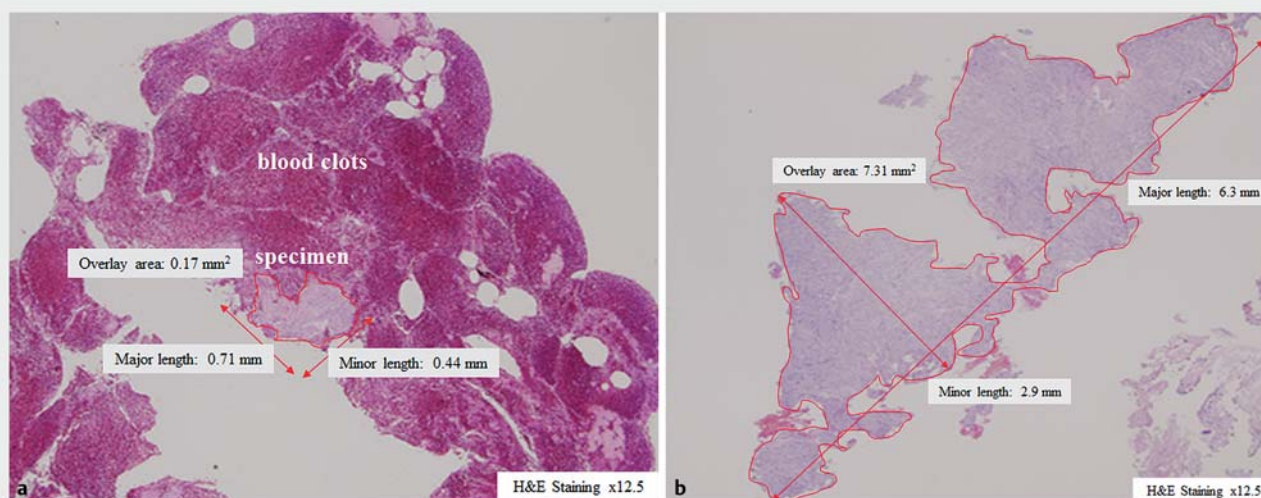 blood clots
specimen
Overlay area: 0.17 mm²
Major length: 0.71 mm
Minor length: 0.44 mm
H&E Staining x12.5
a
Overlay area: 7.31 mm²
Major length: 6.3 mm
Minor length: 2.9 mm
H&E Staining x12.5
b